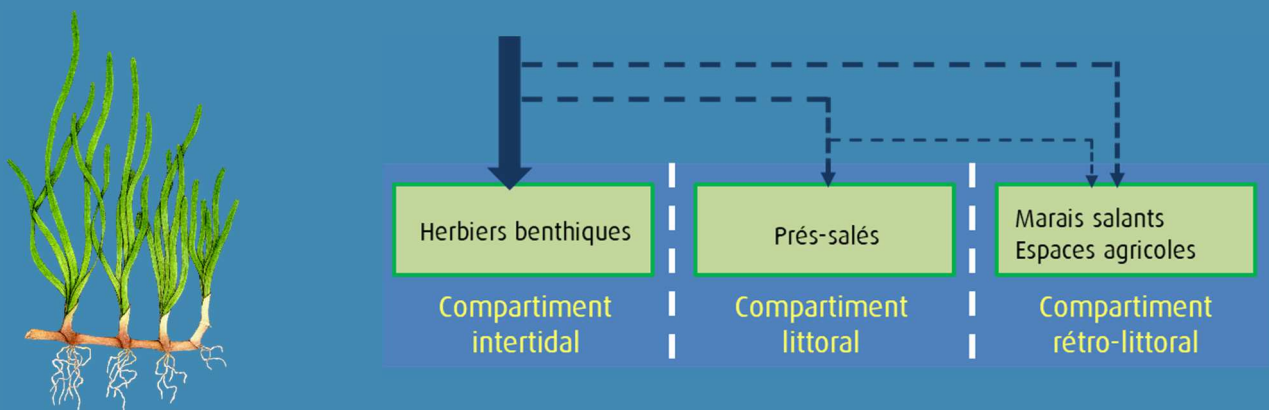 Herbiers benthiques
Prés-salés
Marais salants
Espaces agricoles
Compartiment
intertidal
Compartiment
littoral
Compartiment
rétro-littoral